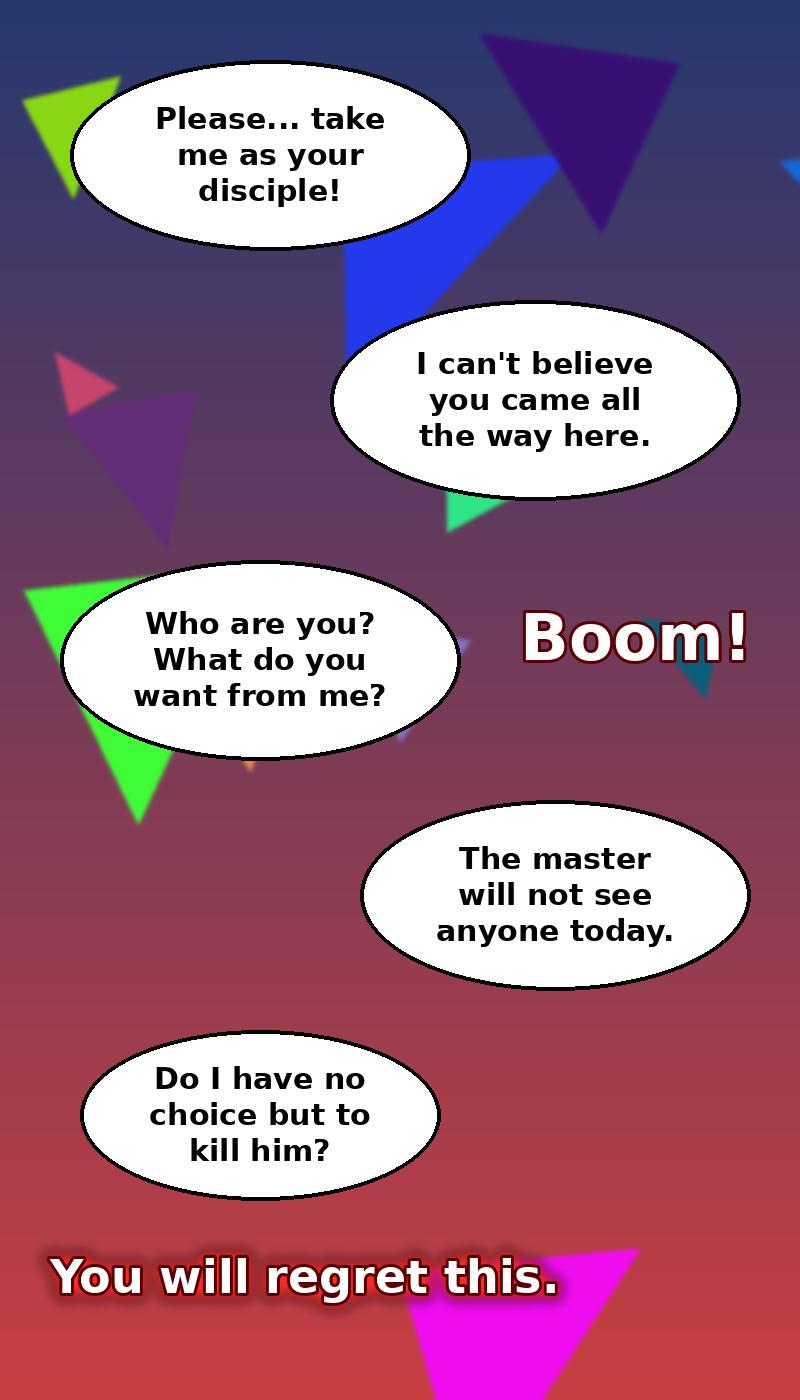 Please... take
me as your
disciple!
I can't believe
you came all
the way here.
Who are you?
What do you
want from me?
Boom!
The master
will not see
anyone today.
Do I have no
choice but to
kill him?
You will regret this.